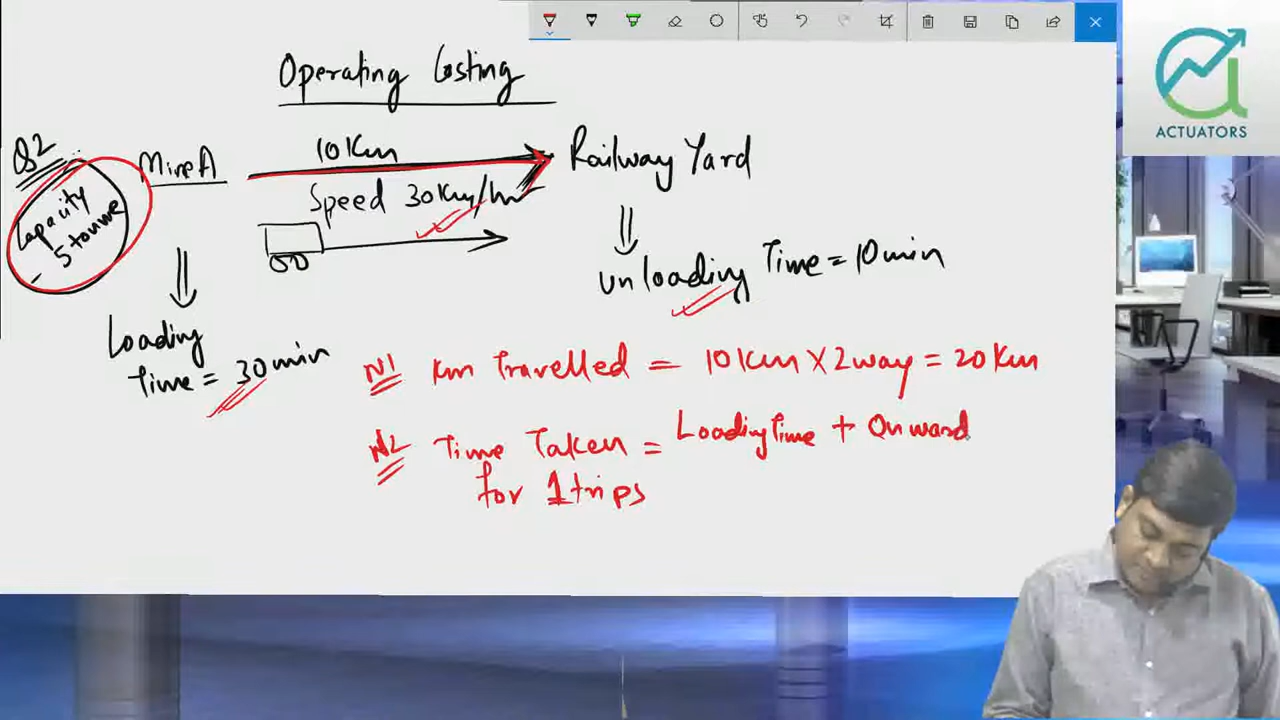 Operating Costing
Q2
Mine A
10 Km
Railway Yard
Capacity
- 5 tonne
Speed 30 Km/hr
unloading Time = 10 min
Loading
Time = 30 min
N1 Km Travelled = 10 Km X 2 way = 20 Km
N2 Time Taken = Loading time + Onward
for 1 trips
ACTUATORS